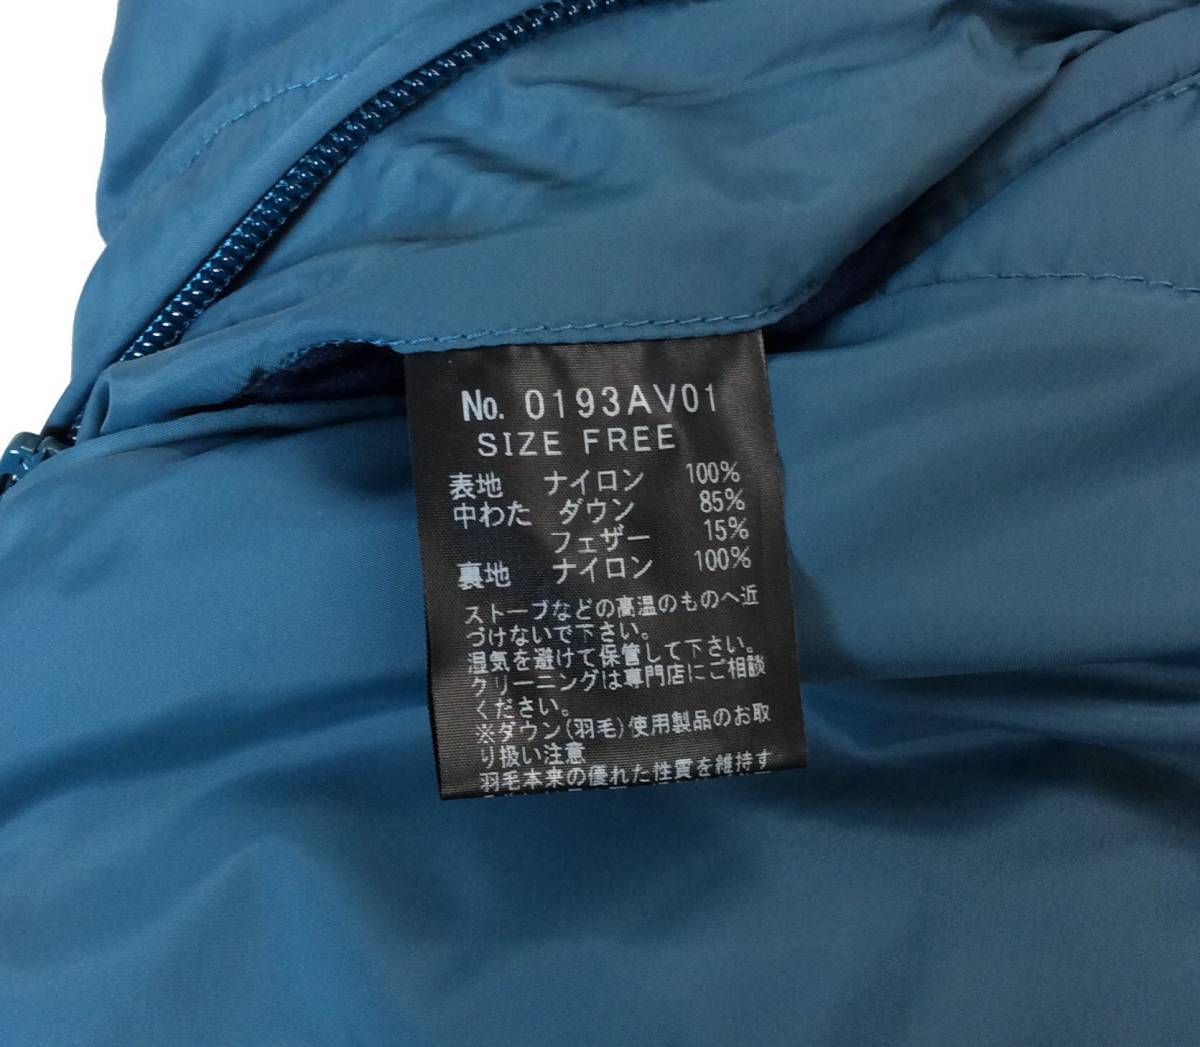 No. 0193AV01
SIZE FREE
表地 ナイロン 100%
中わた ダウン 85%
フェザー 15%
裏地 ナイロン 100%
ストーブなどの高温のものへ近
づけないで下さい。
湿気を避けて保管して下さい。
クリーニングは専門店にご相談
ください。
※ダウン(羽毛)使用製品のお取
り扱い注意
羽毛本来の優れた性質を維持す